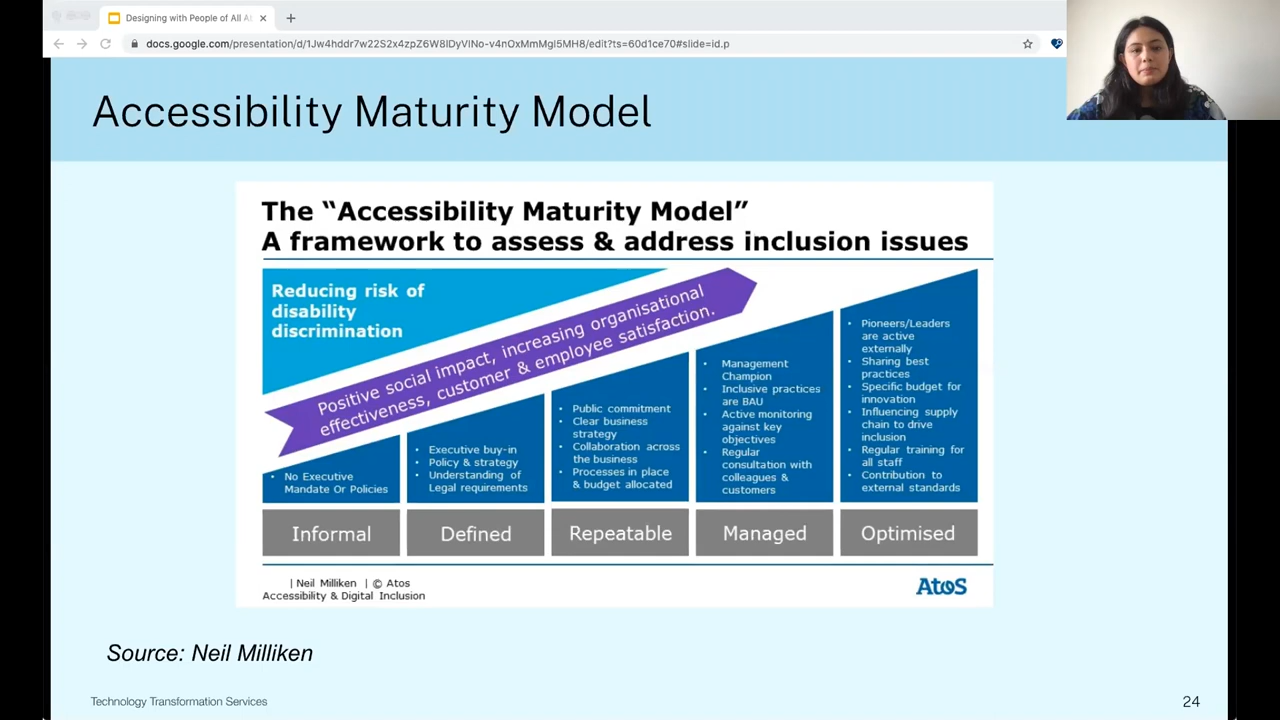 Designing with People of All A
docs.google.com/presentation/d/1Jw4hddr7w22S2x4zpZ6W8IDyVINo-v4nOxMmMgI5MH8/edit?ts=60d1ce70#slide=id.p
Accessibility Maturity Model
The “Accessibility Maturity Model”
A framework to assess & address inclusion issues
Reducing risk of
disability
discrimination
Positive social impact, increasing organisational
effectiveness, customer & employee satisfaction.
• No Executive
Mandate Or Policies
Informal
• Executive buy-in
• Policy & strategy
• Understanding of
Legal requirements
Defined
• Public commitment
• Clear business
strategy
• Collaboration across
the business
• Processes in place
& budget allocated
Repeatable
• Management
Champion
• Inclusive practices
are BAU
• Active monitoring
against key
objectives
• Regular
consultation with
colleagues &
customers
Managed
• Pioneers/Leaders
are active
externally
• Sharing best
practices
• Specific budget for
innovation
• Influencing supply
chain to drive
inclusion
• Regular training for
all staff
• Contribution to
external standards
Optimised
| Neil Milliken | © Atos
Accessibility & Digital Inclusion
Atos
Source: Neil Milliken
Technology Transformation Services
24